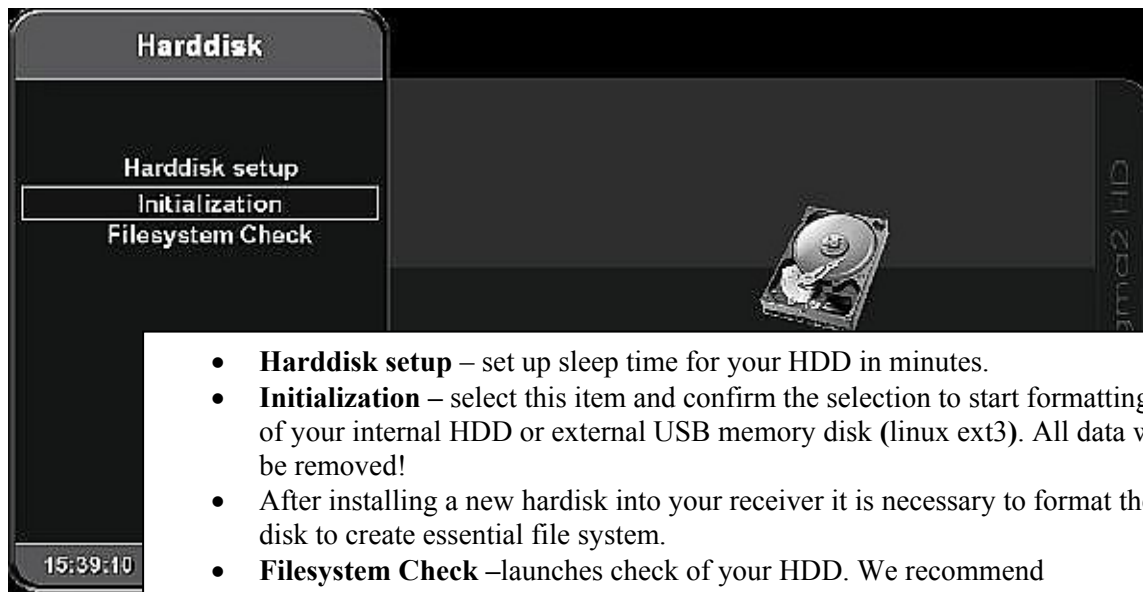 Harddisk
Harddisk setup
Initialization
Filesystem Check
15:39:10
HD
• Harddisk setup – set up sleep time for your HDD in minutes.
• Initialization – select this item and confirm the selection to start formatting
of your internal HDD or external USB memory disk (linux ext3). All data
be removed!
• After installing a new hardisk into your receiver it is necessary to format the
disk to create essential file system.
• Filesystem Check –launches check of your HDD. We recommend